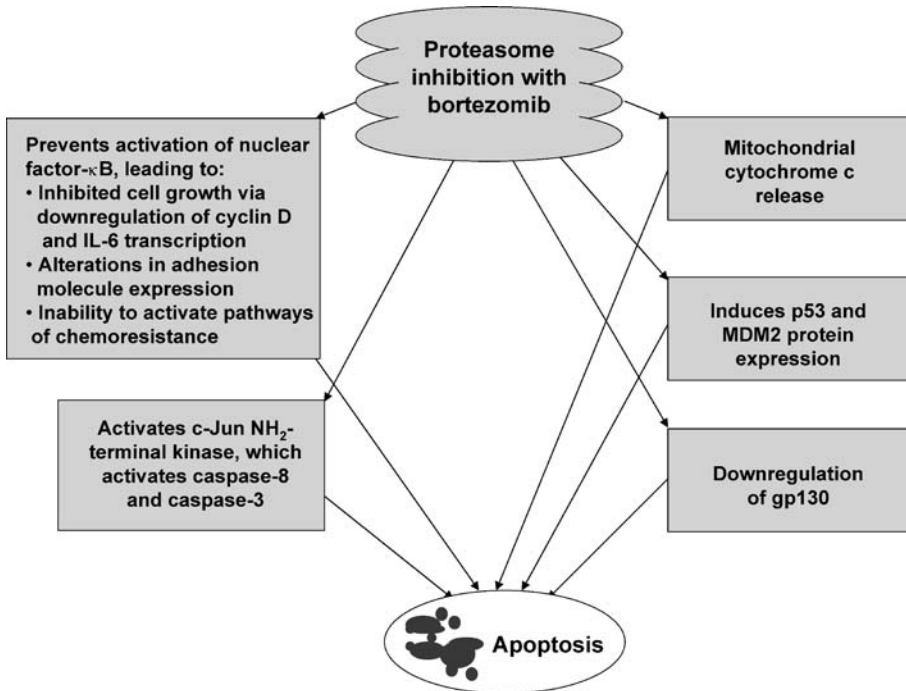 Proteasome
inhibition with
bortezomib
Prevents activation of nuclear
factor-κB, leading to:
• Inhibited cell growth via
downregulation of cyclin D
and IL-6 transcription
• Alterations in adhesion
molecule expression
• Inability to activate pathways
of chemoresistance
Activates c-Jun NH₂-
terminal kinase, which
activates caspase-8
and caspase-3
Mitochondrial
cytochrome c
release
Induces p53 and
MDM2 protein
expression
Downregulation
of gp130
Apoptosis